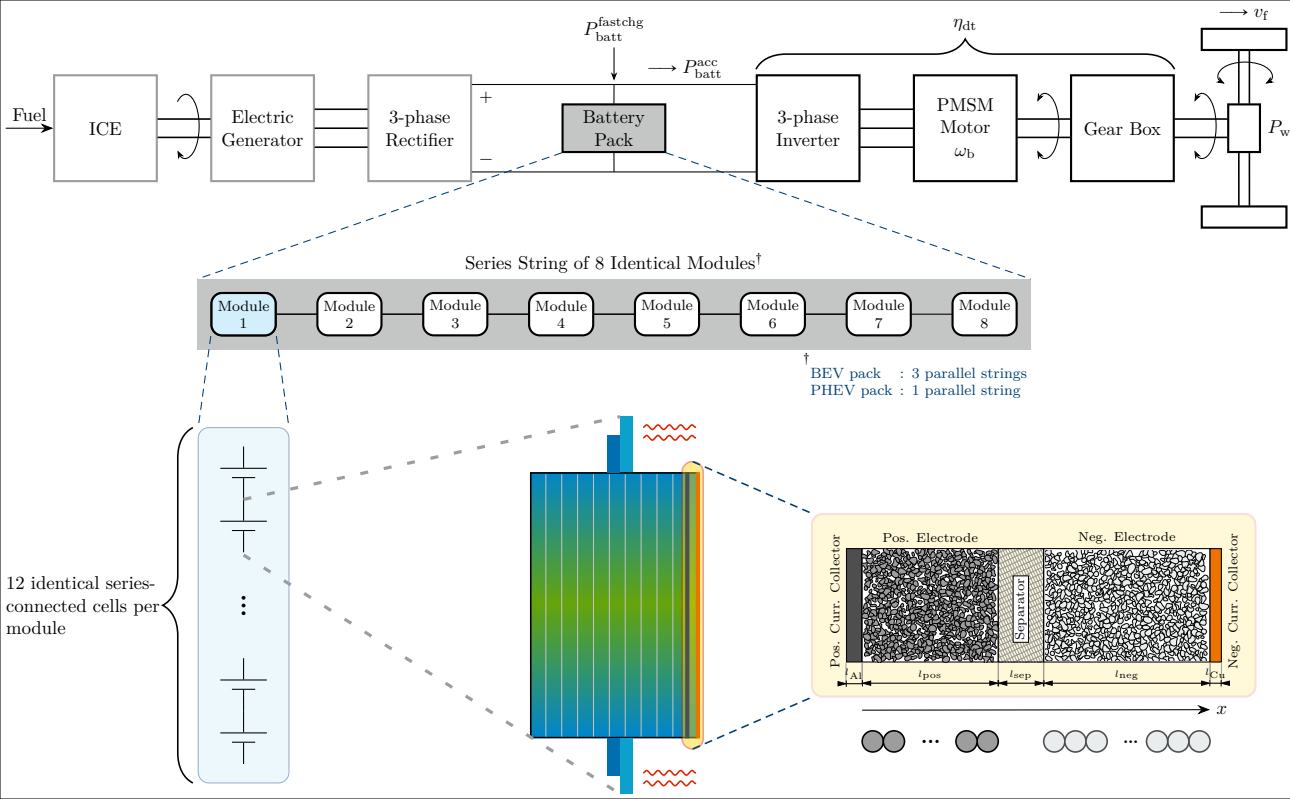 ⟶ v_f
P_batt^fastchg
η_dt
⟶ P_batt^acc
Fuel
ICE
Electric
Generator
3-phase
Rectifier
+
−
Battery
Pack
3-phase
Inverter
PMSM
Motor
ω_b
Gear Box
P_w
Series String of 8 Identical Modules†
Module
1
Module
2
Module
3
Module
4
Module
5
Module
6
Module
7
Module
8
†
BEV pack : 3 parallel strings
PHEV pack : 1 parallel string
12 identical series-
connected cells per
module
Pos. Electrode
Neg. Electrode
Pos. Curr. Collector
Separator
Neg. Curr. Collector
l_Al
l_pos
l_sep
l_neg
l_Cu
x